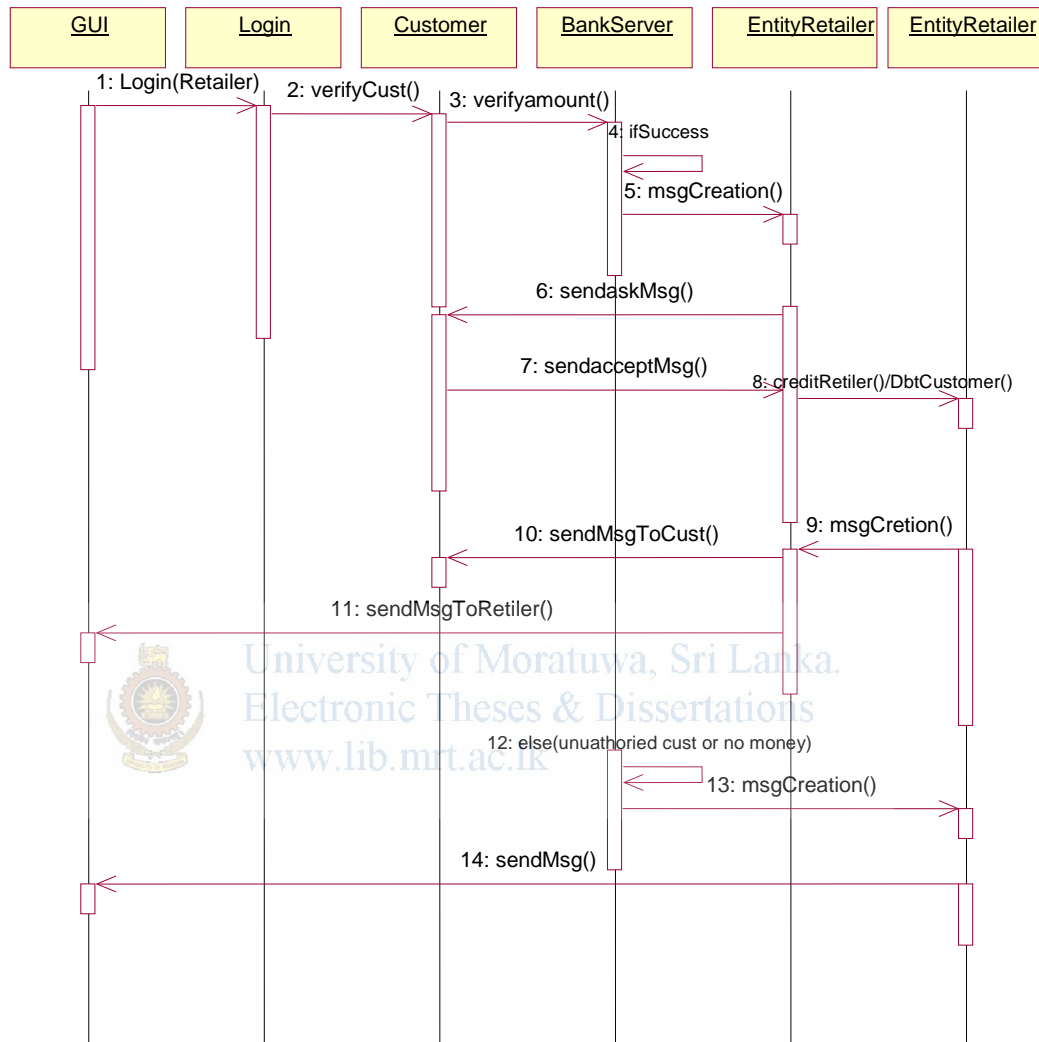 GUI
Login
Customer
BankServer
EntityRetailer
EntityRetailer
1: Login(Retailer)
2: verifyCust()
3: verifyamount()
4: ifSuccess
5: msgCreation()
6: sendaskMsg()
7: sendacceptMsg()
8: creditRetiler()/DbtCustomer()
9: msgCretion()
10: sendMsgToCust()
11: sendMsgToRetiler()
University of Moratuwa, Sri Lanka.
Electronic Theses & Dissertations
www.lib.mrt.ac.lk
12: else(unuathoried cust or no money)
13: msgCreation()
14: sendMsg()